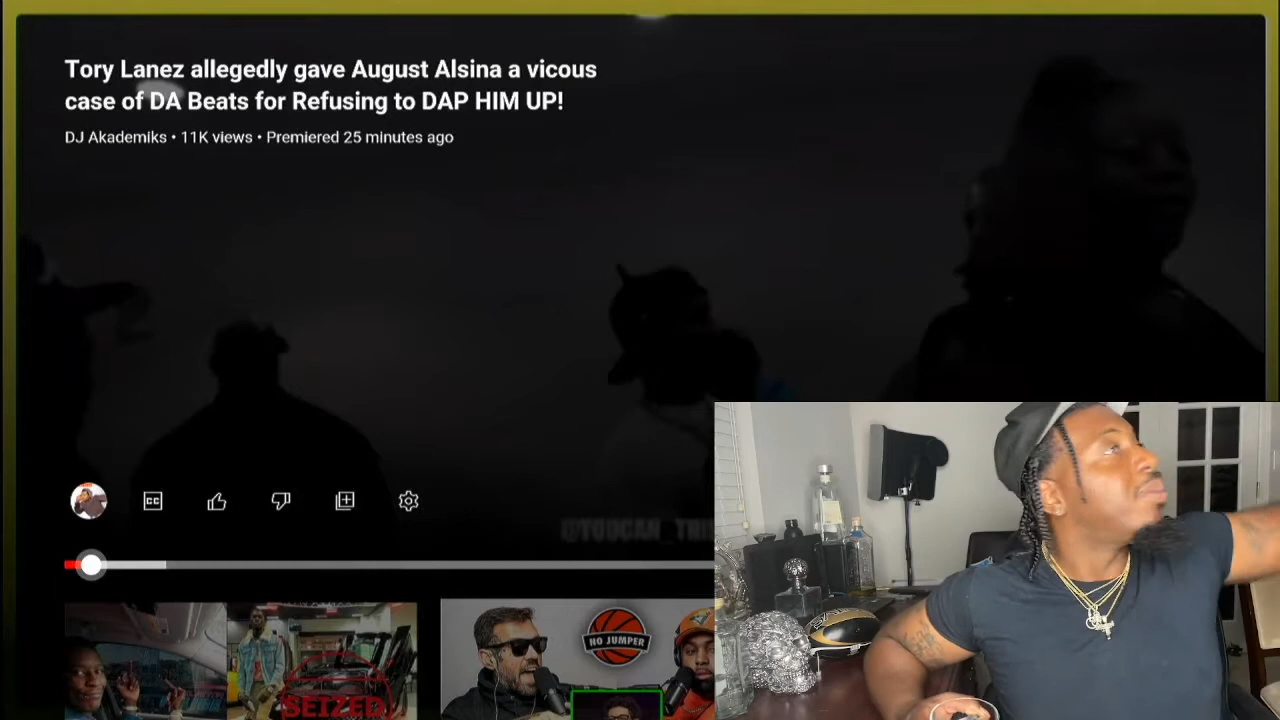 Tory Lanez allegedly gave August Alsina a vicous
case of DA Beats for Refusing to DAP HIM UP!
DJ Akademiks • 11K views • Premiered 25 minutes ago
CC
NO JUMPER
SEIZED